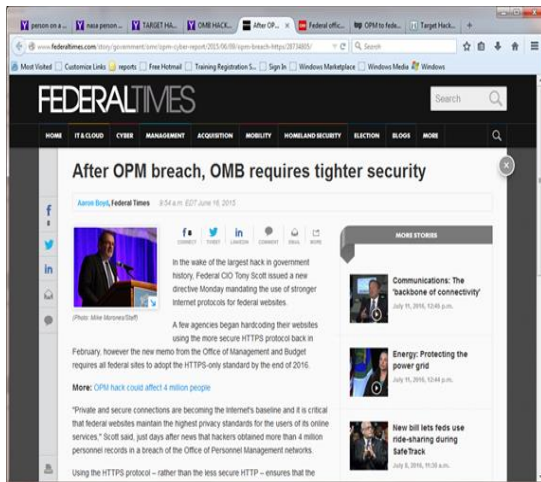 person on a ...
nasa person ...
TARGET HA...
OMB HACK...
After OP...
Federal offic...
OPM to fede...
Target Hack...
www.federaltimes.com/story/government/omr/opm-cyber-report/2015/06/09/opm-breach-https/28734805/
Search
Most Visited Customize Links reports Free Hotmail Training Registration S... Sign In Windows Marketplace Windows Media Windows
FEDERALTIMES
Search
HOME IT & CLOUD CYBER MANAGEMENT ACQUISITION MOBILITY HOMELAND SECURITY ELECTION BLOGS MORE
After OPM breach, OMB requires tighter security
Aaron Boyd, Federal Times 9:54 a.m. EDT June 16, 2015
CONNECT TWEET LINKEDIN COMMENT EMAIL MORE
(Photo: Mike Morones/Staff)
In the wake of the largest hack in government
history, Federal CIO Tony Scott issued a new
directive Monday mandating the use of stronger
Internet protocols for federal websites.
A few agencies began hardcoding their websites
using the more secure HTTPS protocol back in
February, however the new memo from the Office of Management and Budget
requires all federal sites to adopt the HTTPS-only standard by the end of 2016.
More: OPM hack could affect 4 million people
"Private and secure connections are becoming the Internet's baseline and it is critical
that federal websites maintain the highest privacy standards for the users of its online
services," Scott said, just days after news that hackers obtained more than 4 million
personnel records in a breach of the Office of Personnel Management networks.
Using the HTTPS protocol – rather than the less secure HTTP – ensures that the
MORE STORIES
Communications: The
'backbone of connectivity'
July 11, 2016, 12:45 p.m.
Energy: Protecting the
power grid
July 11, 2016, 12:44 p.m.
New bill lets feds use
ride-sharing during
SafeTrack
July 8, 2016, 11:38 a.m.